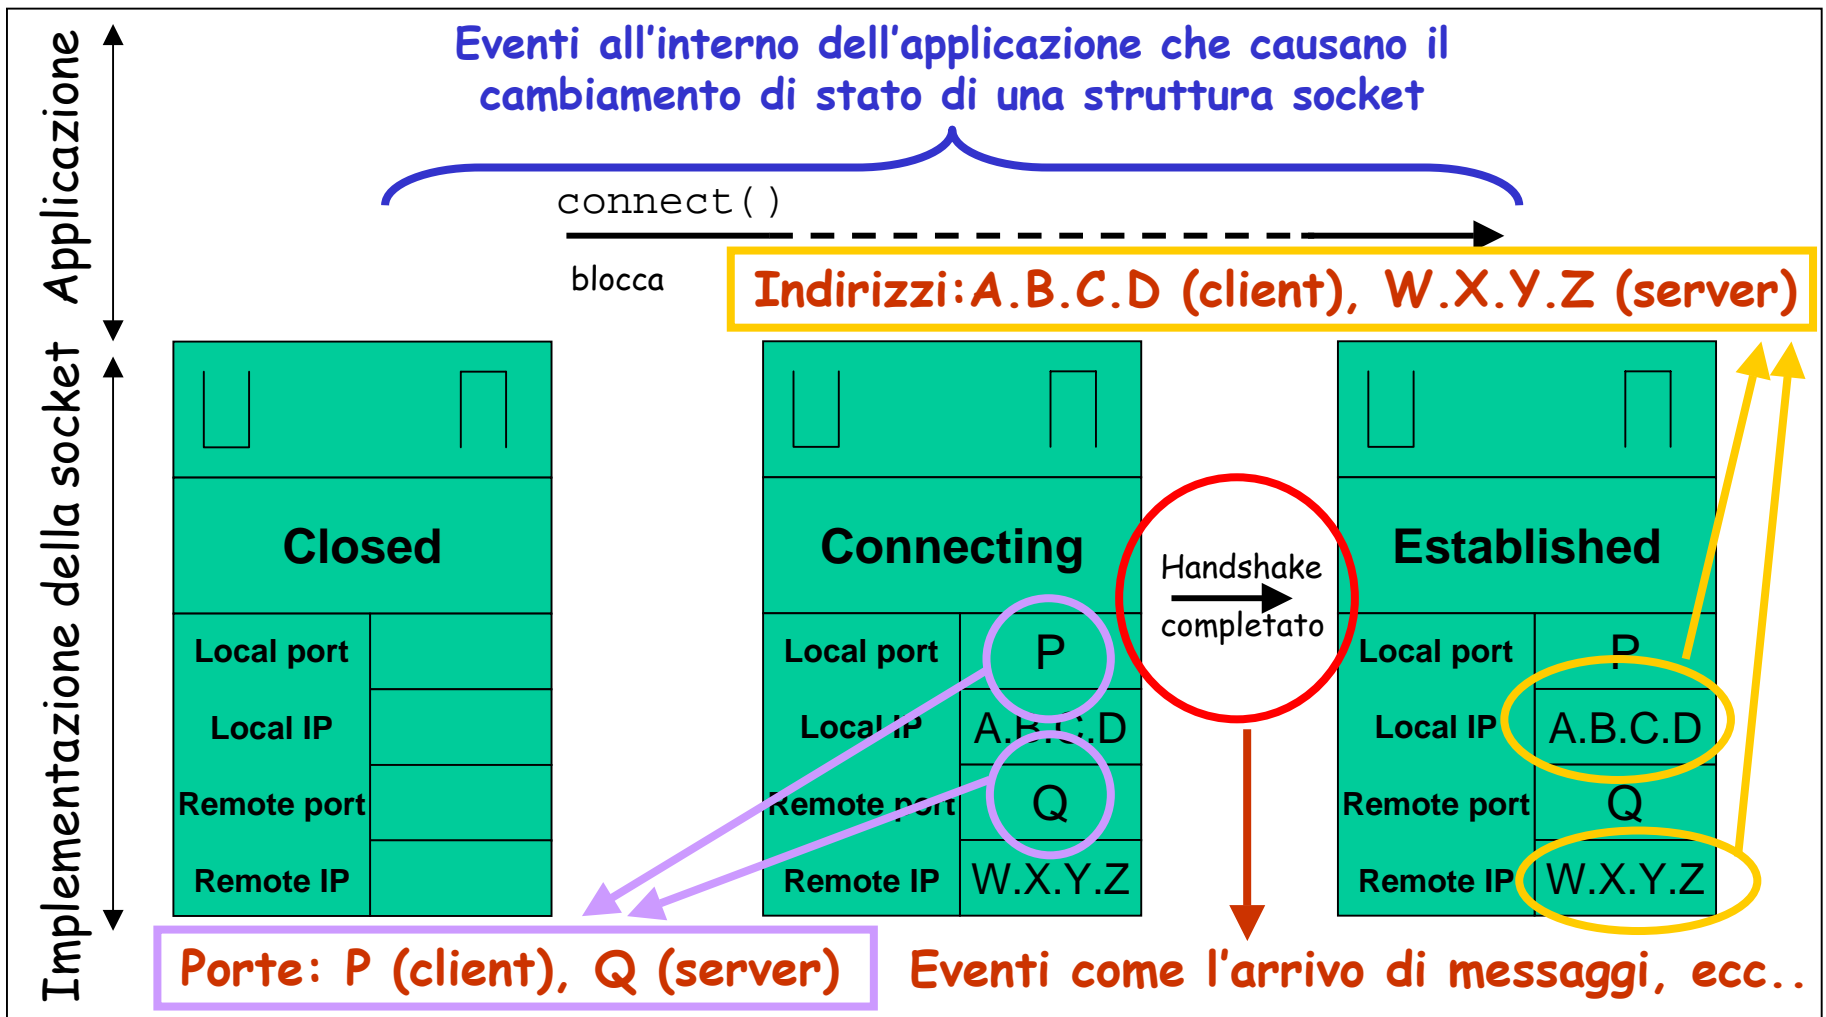 Applicazione
Implementazione della socket
Eventi all'interno dell'applicazione che causano il
cambiamento di stato di una struttura socket
connect()
blocca
Indirizzi:A.B.C.D (client), W.X.Y.Z (server)
Closed
Local port
Local IP
Remote port
Remote IP
Connecting
Local port P
Local IP A.B.C.D
Remote port Q
Remote IP W.X.Y.Z
Handshake
completato
Established
Local port P
Local IP A.B.C.D
Remote port Q
Remote IP W.X.Y.Z
Porte: P (client), Q (server)
Eventi come l'arrivo di messaggi, ecc..